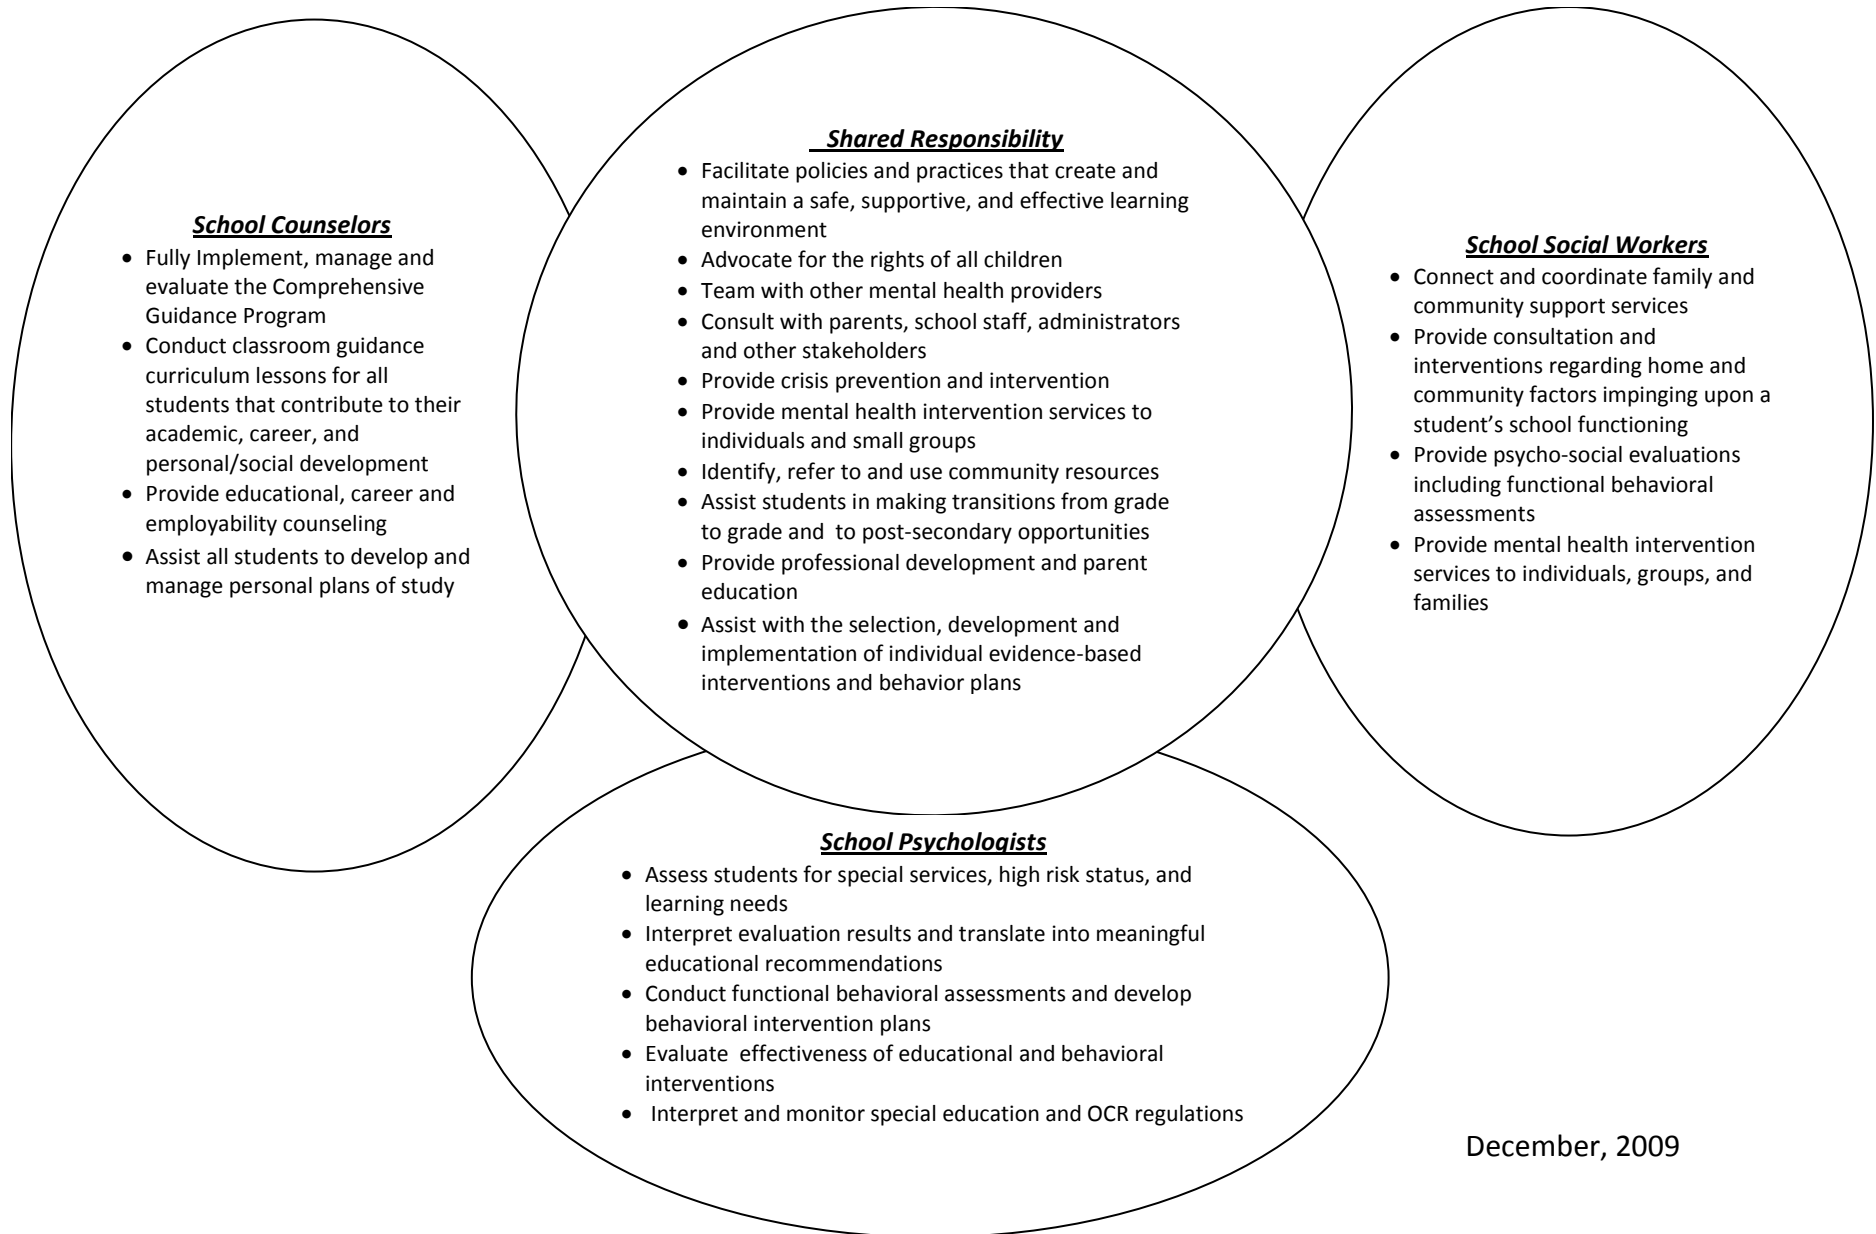 School Counselors
• Fully Implement, manage and
evaluate the Comprehensive
Guidance Program
• Conduct classroom guidance
curriculum lessons for all
students that contribute to their
academic, career, and
personal/social development
• Provide educational, career and
employability counseling
• Assist all students to develop and
manage personal plans of study
Shared Responsibility
• Facilitate policies and practices that create and
maintain a safe, supportive, and effective learning
environment
• Advocate for the rights of all children
• Team with other mental health providers
• Consult with parents, school staff, administrators
and other stakeholders
• Provide crisis prevention and intervention
• Provide mental health intervention services to
individuals and small groups
• Identify, refer to and use community resources
• Assist students in making transitions from grade
to grade and to post-secondary opportunities
• Provide professional development and parent
education
• Assist with the selection, development and
implementation of individual evidence-based
interventions and behavior plans
School Social Workers
• Connect and coordinate family and
community support services
• Provide consultation and
interventions regarding home and
community factors impinging upon a
student’s school functioning
• Provide psycho-social evaluations
including functional behavioral
assessments
• Provide mental health intervention
services to individuals, groups, and
families
School Psychologists
• Assess students for special services, high risk status, and
learning needs
• Interpret evaluation results and translate into meaningful
educational recommendations
• Conduct functional behavioral assessments and develop
behavioral intervention plans
• Evaluate effectiveness of educational and behavioral
interventions
• Interpret and monitor special education and OCR regulations
December, 2009